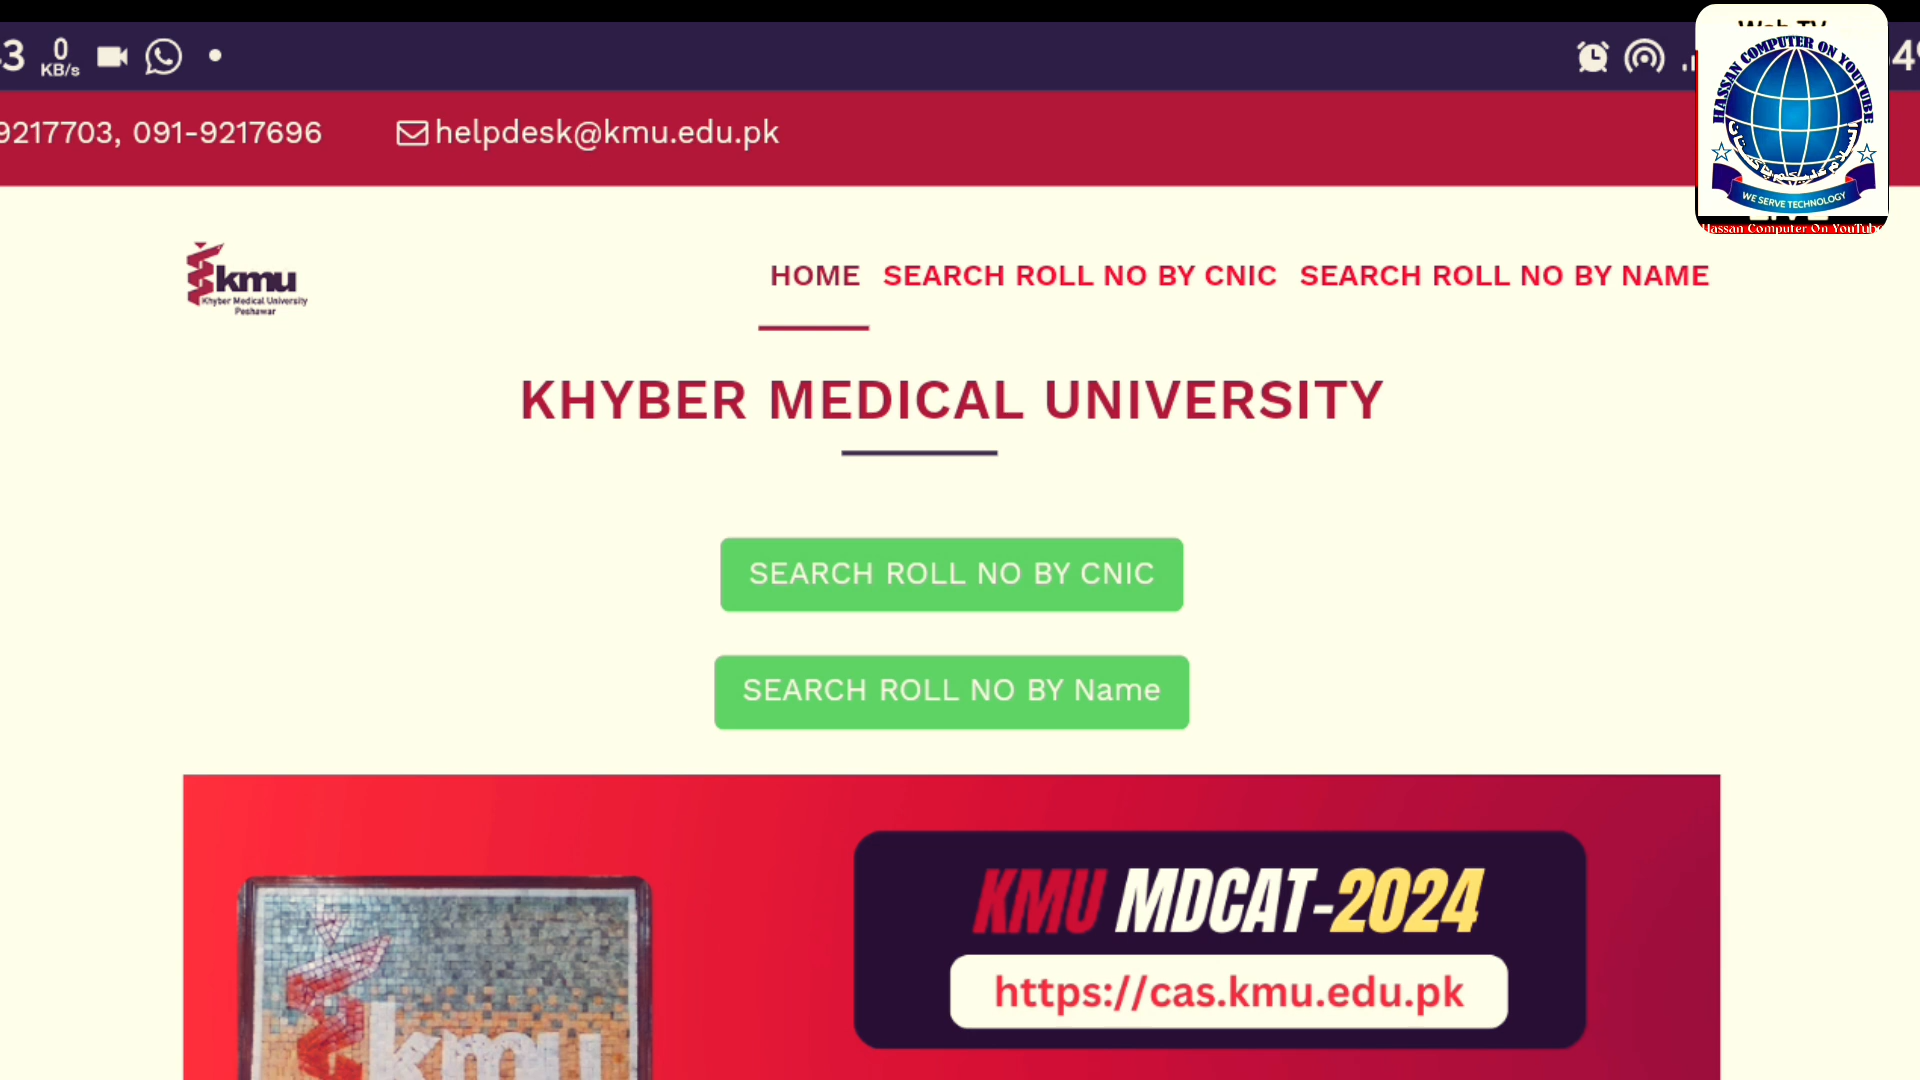 0
KB/s
9217703, 091-9217696
helpdesk@kmu.edu.pk
Web TV
HASSAN COMPUTER ON YOUTUBE
WE SERVE TECHNOLOGY
Hassan Computer On YouTube
kmu
Khyber Medical University
Peshawar
HOME
SEARCH ROLL NO BY CNIC
SEARCH ROLL NO BY NAME
KHYBER MEDICAL UNIVERSITY
SEARCH ROLL NO BY CNIC
SEARCH ROLL NO BY Name
KMU MDCAT-2024
https://cas.kmu.edu.pk
kmu